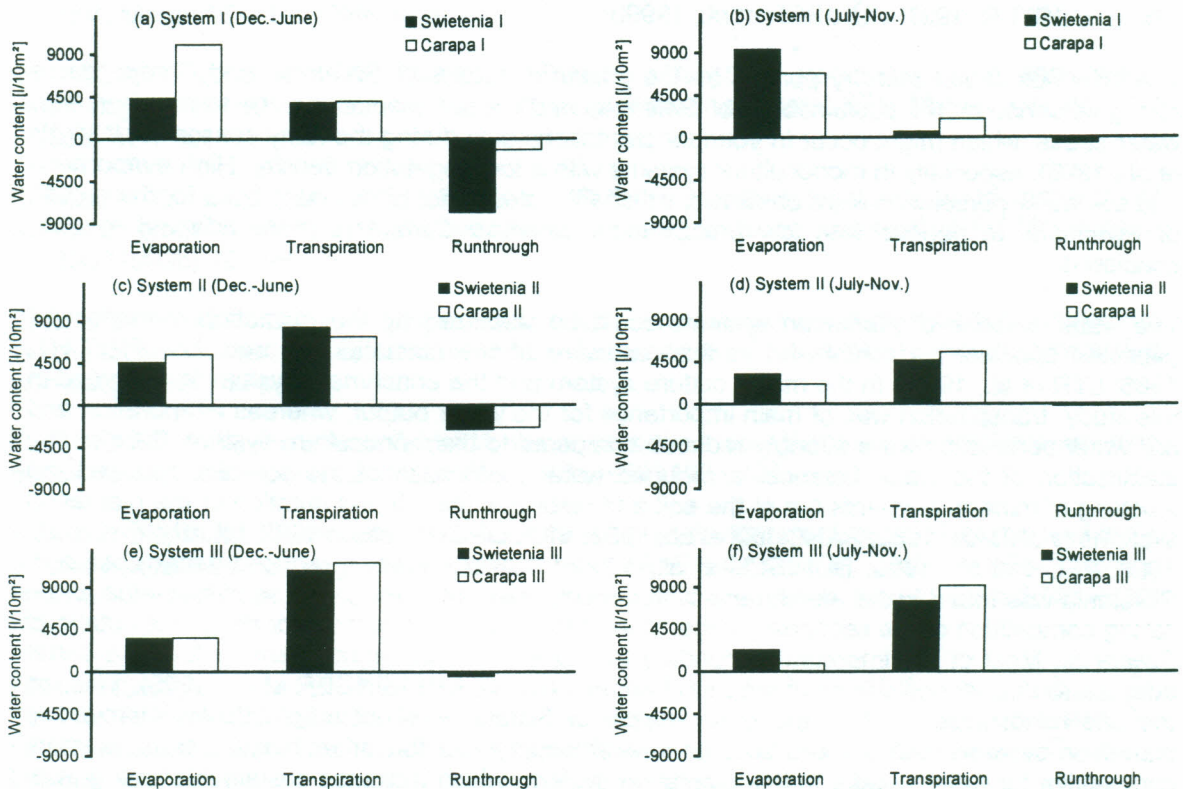 (a) System I (Dec.-June)
Swietenia I
Carapa I
Water content [l/10m²]
9000
4500
0
-4500
-9000
Evaporation Transpiration Runthrough
(b) System I (July-Nov.)
Swietenia I
Carapa I
Water content [l/10m²]
9000
4500
0
-4500
-9000
Evaporation Transpiration Runthrough
(c) System II (Dec.-June)
Swietenia II
Carapa II
Water content [l/10m²]
9000
4500
0
-4500
-9000
Evaporation Transpiration Runthrough
(d) System II (July-Nov.)
Swietenia II
Carapa II
Water content [l/10m²]
9000
4500
0
-4500
-9000
Evaporation Transpiration Runthrough
(e) System III (Dec.-June)
Swietenia III
Carapa III
Water content [l/10m²]
9000
4500
0
-4500
-9000
Evaporation Transpiration Runthrough
(f) System III (July-Nov.)
Swietenia III
Carapa III
Water content [l/10m²]
9000
4500
0
-4500
-9000
Evaporation Transpiration Runthrough